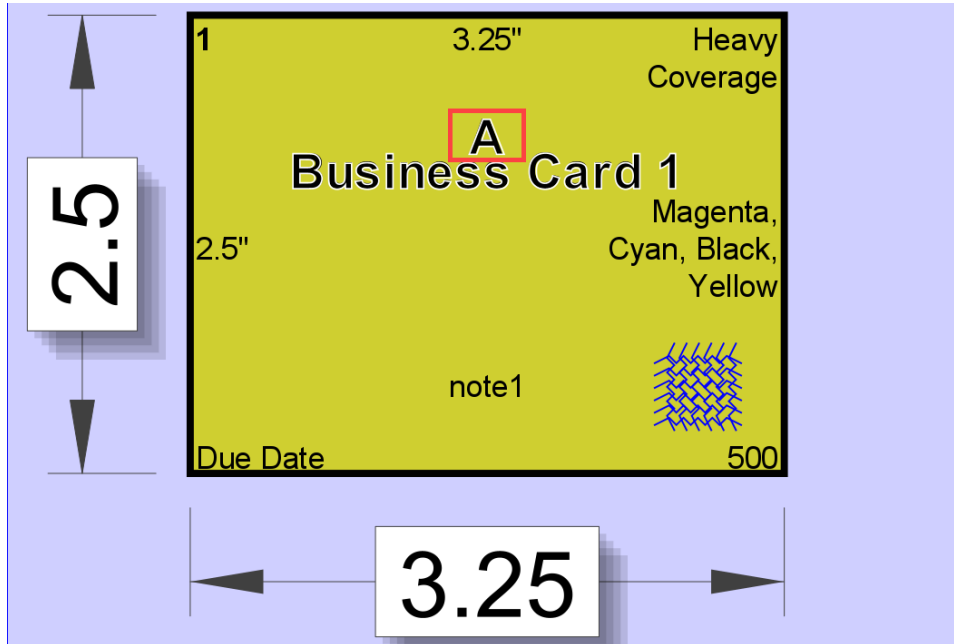 1
3.25"
Heavy
Coverage
A
Business Card 1
Magenta,
Cyan, Black,
Yellow
2.5"
2.5
note1
Due Date
500
3.25